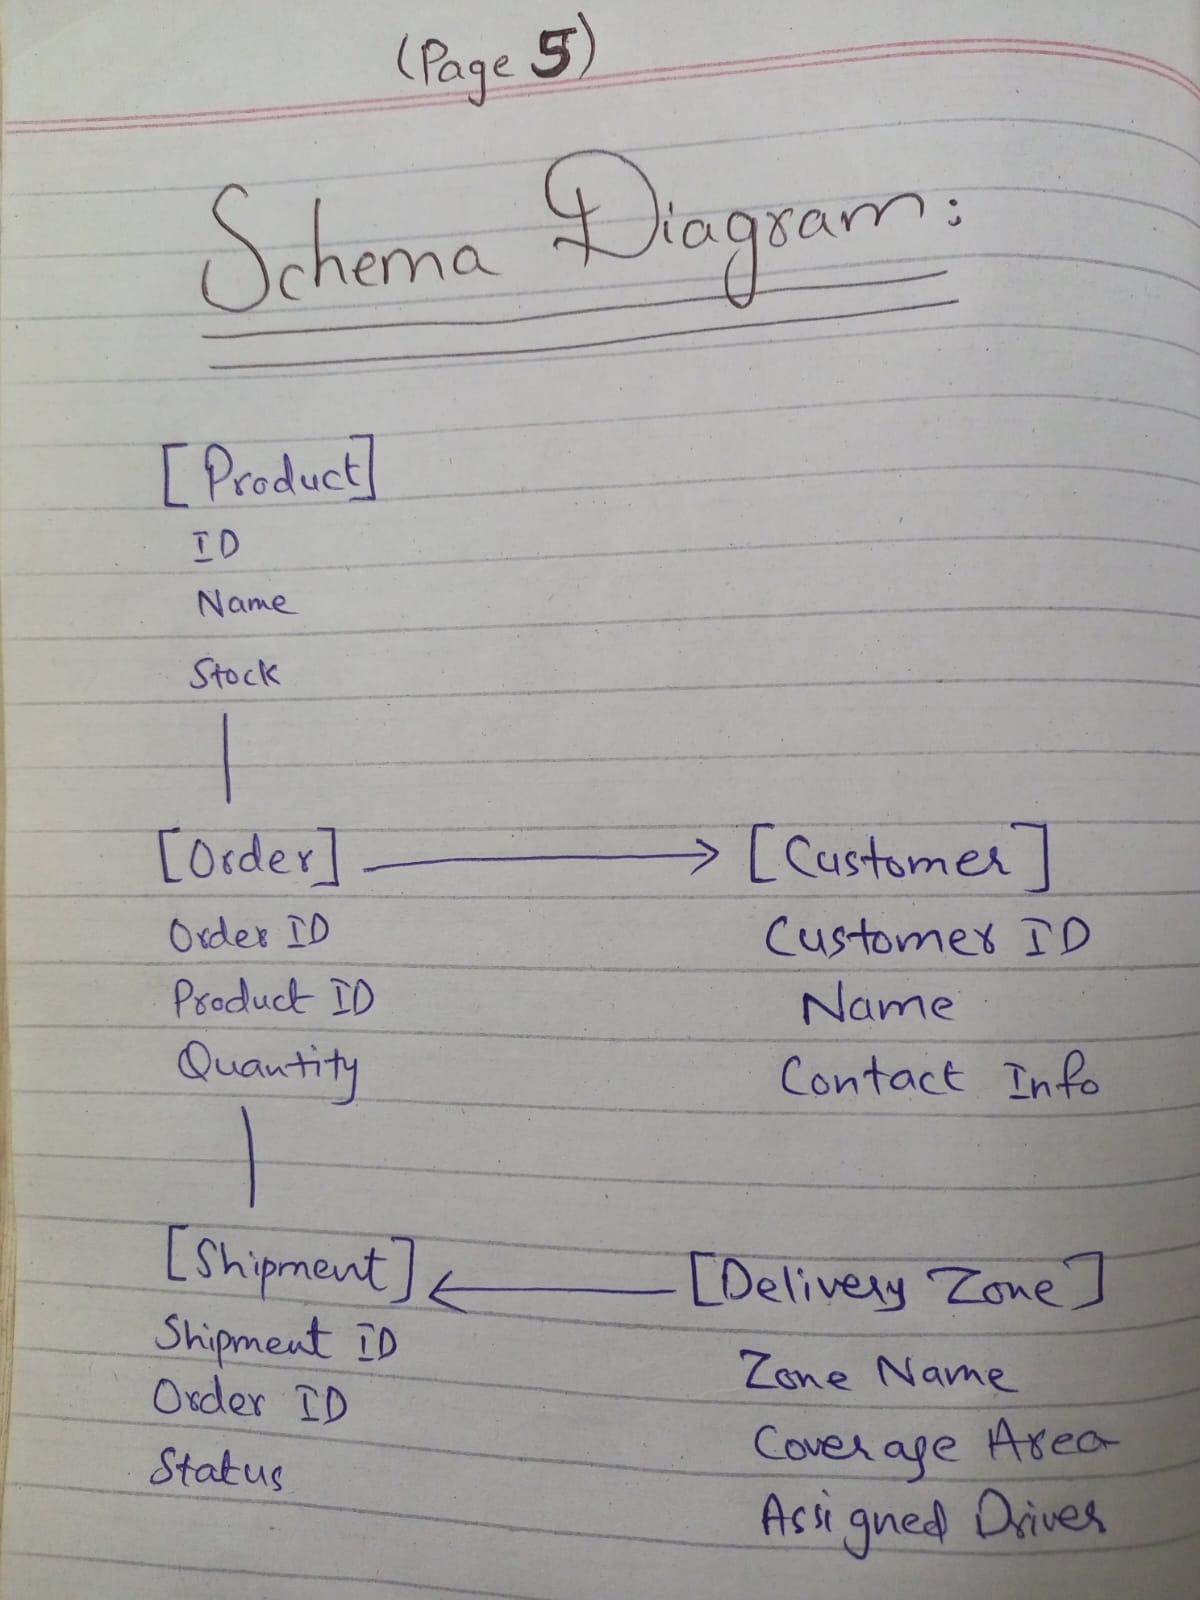 (Page 5)
Schema Diagram:
[Product]
ID
Name
Stock
[Order] → [Customer]
Order ID
Product ID
Quantity
Customer ID
Name
Contact Info
[Shipment] ← [Delivery Zone]
Shipment ID
Order ID
Status
Zone Name
Coverage Area
Assigned Driver